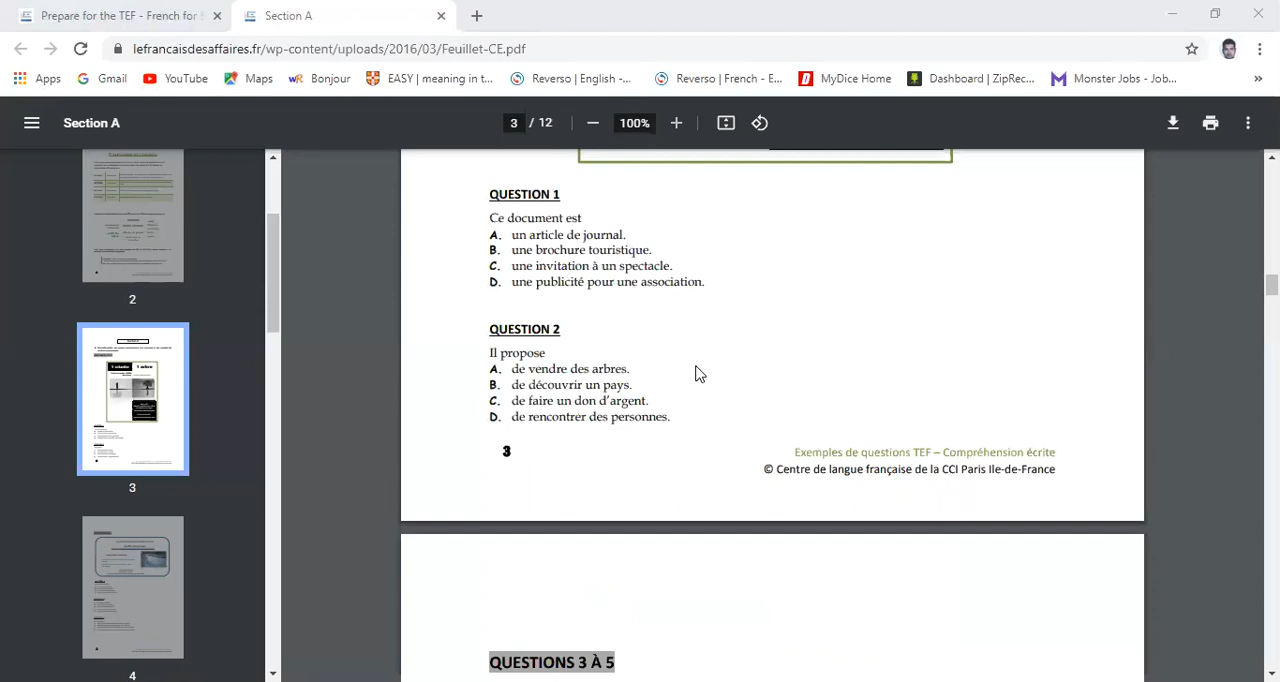 Prepare for the TEF - French for
Section A
lefrancaisdesaffaires.fr/wp-content/uploads/2016/03/Feuillet-CE.pdf
Apps Gmail YouTube Maps Bonjour EASY | meaning in t... Reverso | English -... Reverso | French - E... MyDice Home Dashboard | ZipRec... Monster Jobs - Job... »
Section A 3 / 12 100%
QUESTION 1
Ce document est
A. un article de journal.
B. une brochure touristique.
C. une invitation à un spectacle.
D. une publicité pour une association.
QUESTION 2
Il propose
A. de vendre des arbres.
B. de découvrir un pays.
C. de faire un don d'argent.
D. de rencontrer des personnes.
3
Exemples de questions TEF – Compréhension écrite
© Centre de langue française de la CCI Paris Ile-de-France
QUESTIONS 3 À 5
2
1 arbre
3
4